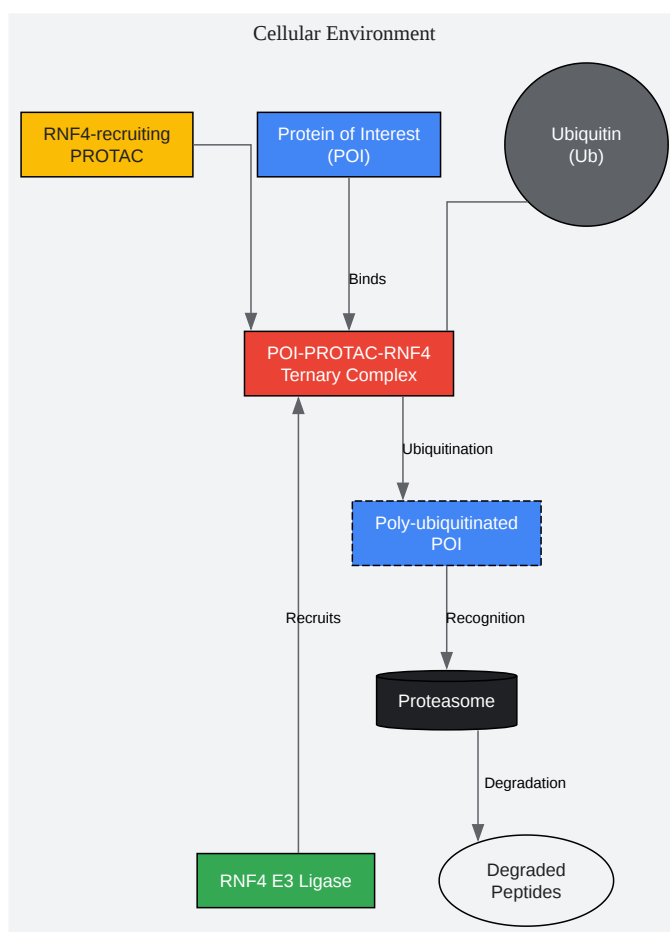 Cellular Environment
RNF4-recruiting
PROTAC
Protein of Interest
(POI)
Ubiquitin
(Ub)
Binds
POI-PROTAC-RNF4
Ternary Complex
Ubiquitination
Poly-ubiquitinated
POI
Recruits
Recognition
Proteasome
Degradation
RNF4 E3 Ligase
Degraded
Peptides